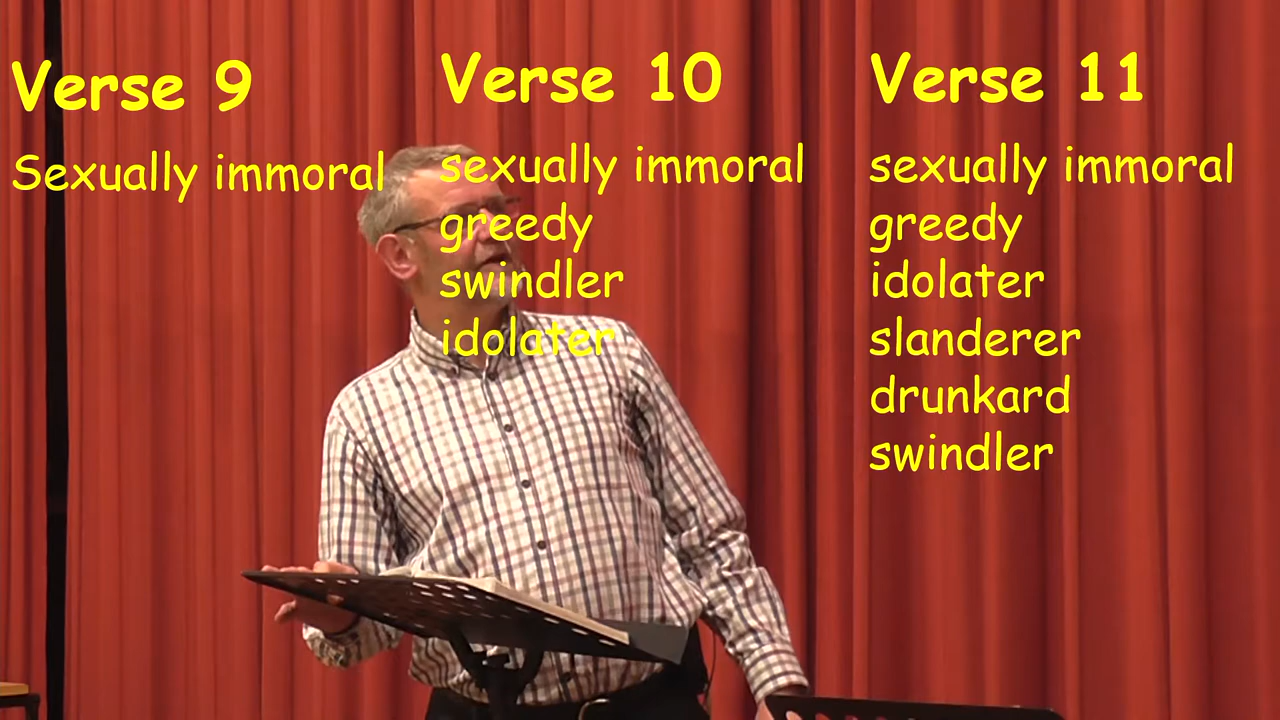 Verse 9
Sexually immoral
Verse 10
sexually immoral
greedy
swindler
idolater
Verse 11
sexually immoral
greedy
idolater
slanderer
drunkard
swindler